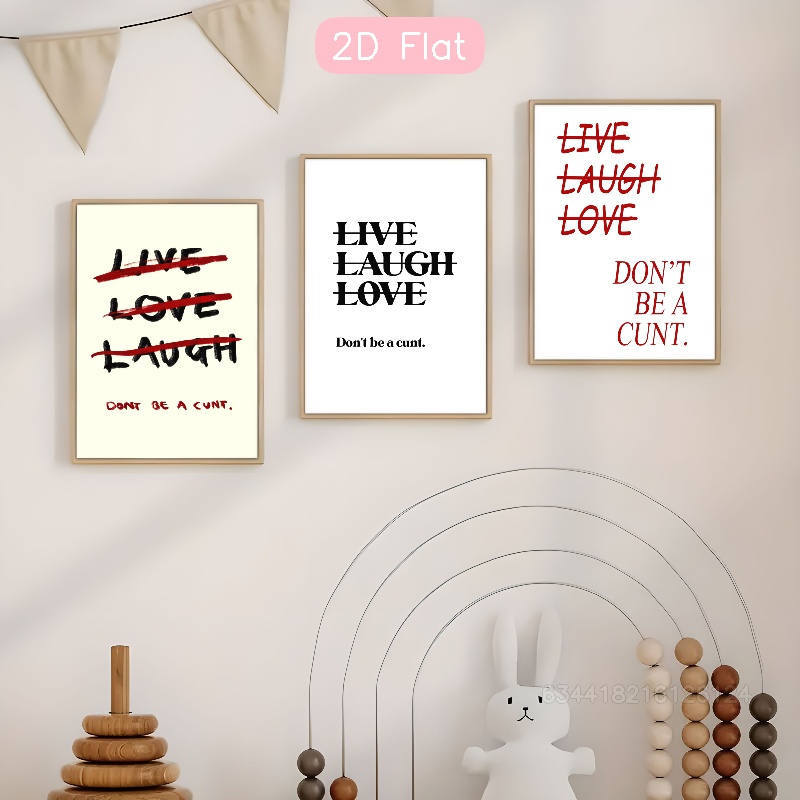 2D Flat
LIVE
LOVE
LAUGH
DONT BE A CUNT.
LIVE
LAUGH
LOVE
Don't be a cunt.
LIVE
LAUGH
LOVE
DON'T
BE A
CUNT.